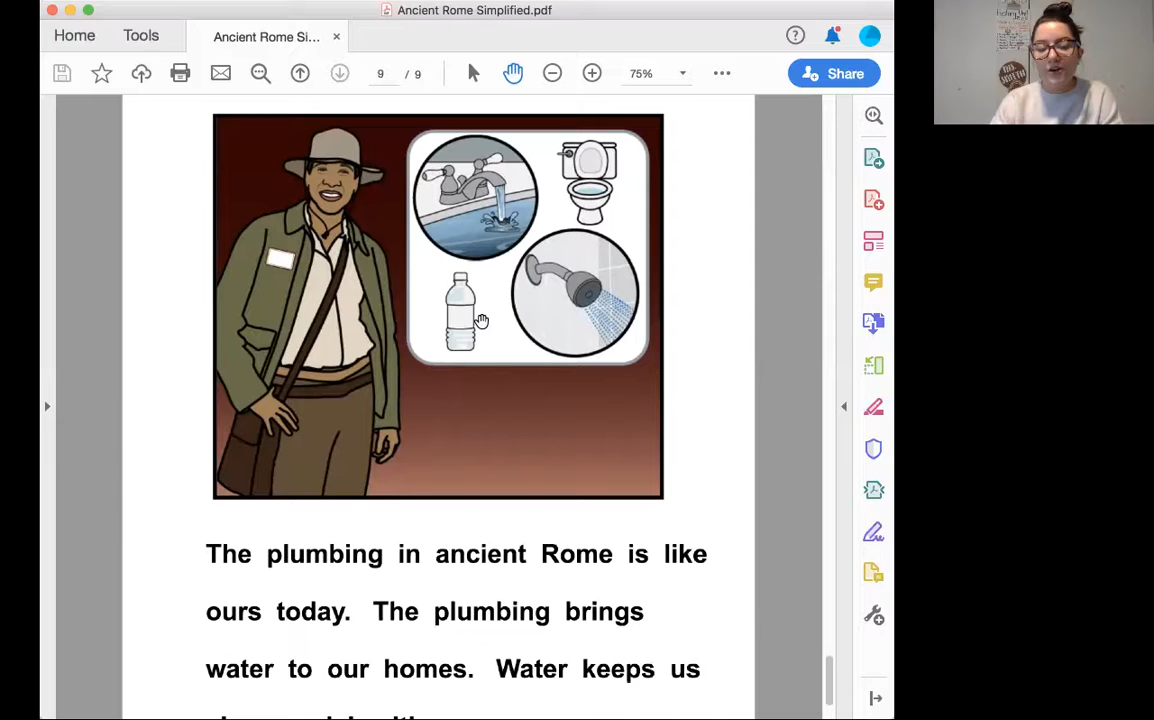 Ancient Rome Simplified.pdf
Home
Tools
Ancient Rome Si...
9 / 9
75%
Share
The plumbing in ancient Rome is like
ours today. The plumbing brings
water to our homes. Water keeps us